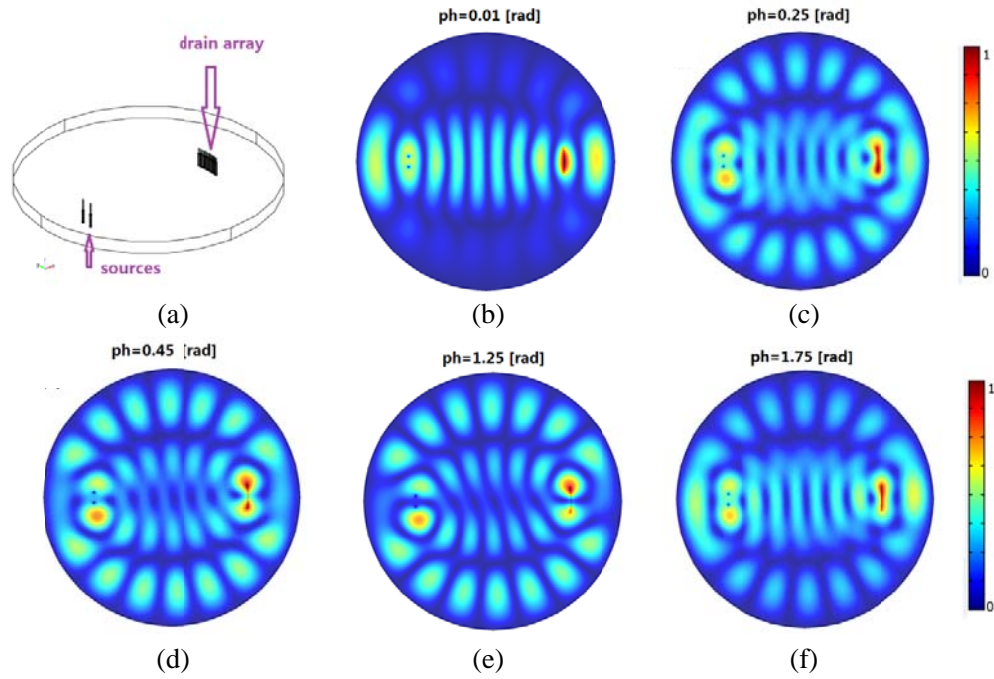 drain array
sources
(a)
ph=0.01 [rad]
(b)
ph=0.25 [rad]
(c)
1
0
ph=0.45 [rad]
(d)
ph=1.25 [rad]
(e)
ph=1.75 [rad]
(f)
1
0